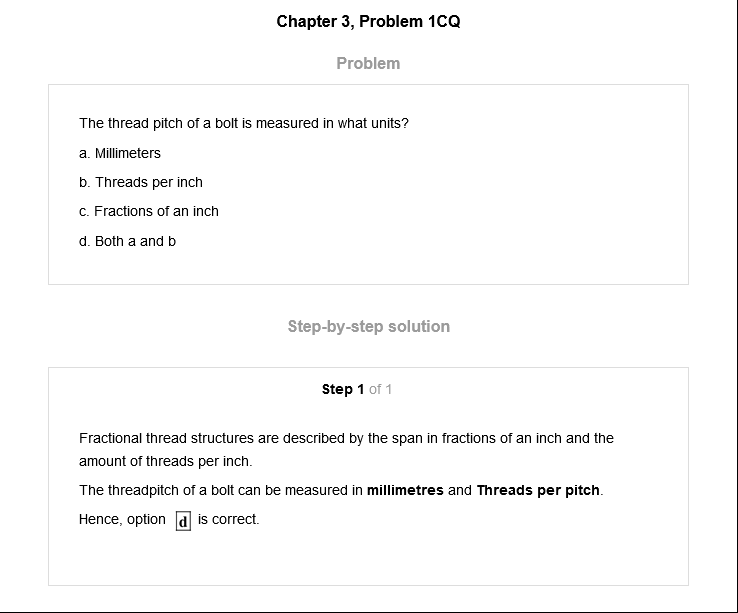 Chapter 3, Problem 1CQ
Problem
The thread pitch of a bolt is measured in what units?
a. Millimeters
b. Threads per inch
c. Fractions of an inch
d. Both a and b
Step-by-step solution
Step 1 of 1
Fractional thread structures are described by the span in fractions of an inch and the
amount of threads per inch.
The threadpitch of a bolt can be measured in millimetres and Threads per pitch.
Hence, option d is correct.